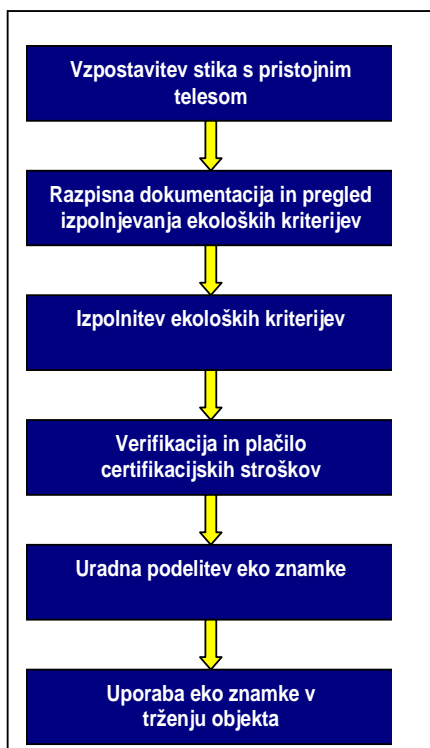 Vzpostavitev stika s pristojnim
telesom
Razpisna dokumentacija in pregled
izpolnjevanja ekoloških kriterijev
Izpolnitev ekoloških kriterijev
Verifikacija in plačilo
certifikacijskih stroškov
Uradna podelitev eko znamke
Uporaba eko znamke v
trženju objekta